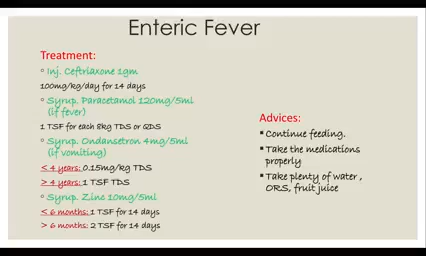 Enteric Fever
Treatment:
Inj. Ceftriaxone 1gm
100mg/kg/day for 14 days
Syrup. Paracetamol 120mg/5ml
(if fever)
1 TSF for each 8kg TDS or QDS
Syrup. Ondansetron 4mg/5ml
(if vomiting)
< 4 years: 0.15mg/kg TDS
> 4 years: 1 TSF TDS
Syrup. Zinc 10mg/5ml
< 6 months: 1 TSF for 14 days
> 6 months: 2 TSF for 14 days
Advices:
Continue feeding.
Take the medications
properly
Take plenty of water ,
ORS, fruit juice